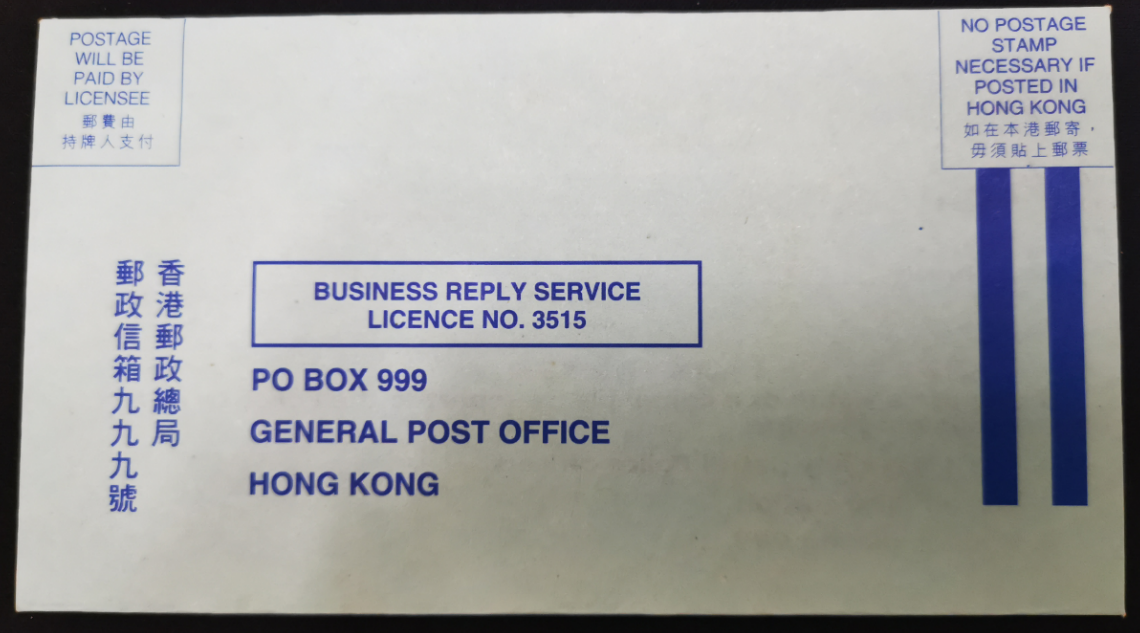 POSTAGE
WILL BE
PAID BY
LICENSEE
郵費由
持牌人支付
NO POSTAGE
STAMP
NECESSARY IF
POSTED IN
HONG KONG
如在本港郵寄，
毋須貼上郵票
香港郵政總局
郵政信箱九九九號
BUSINESS REPLY SERVICE
LICENCE NO. 3515
PO BOX 999
GENERAL POST OFFICE
HONG KONG